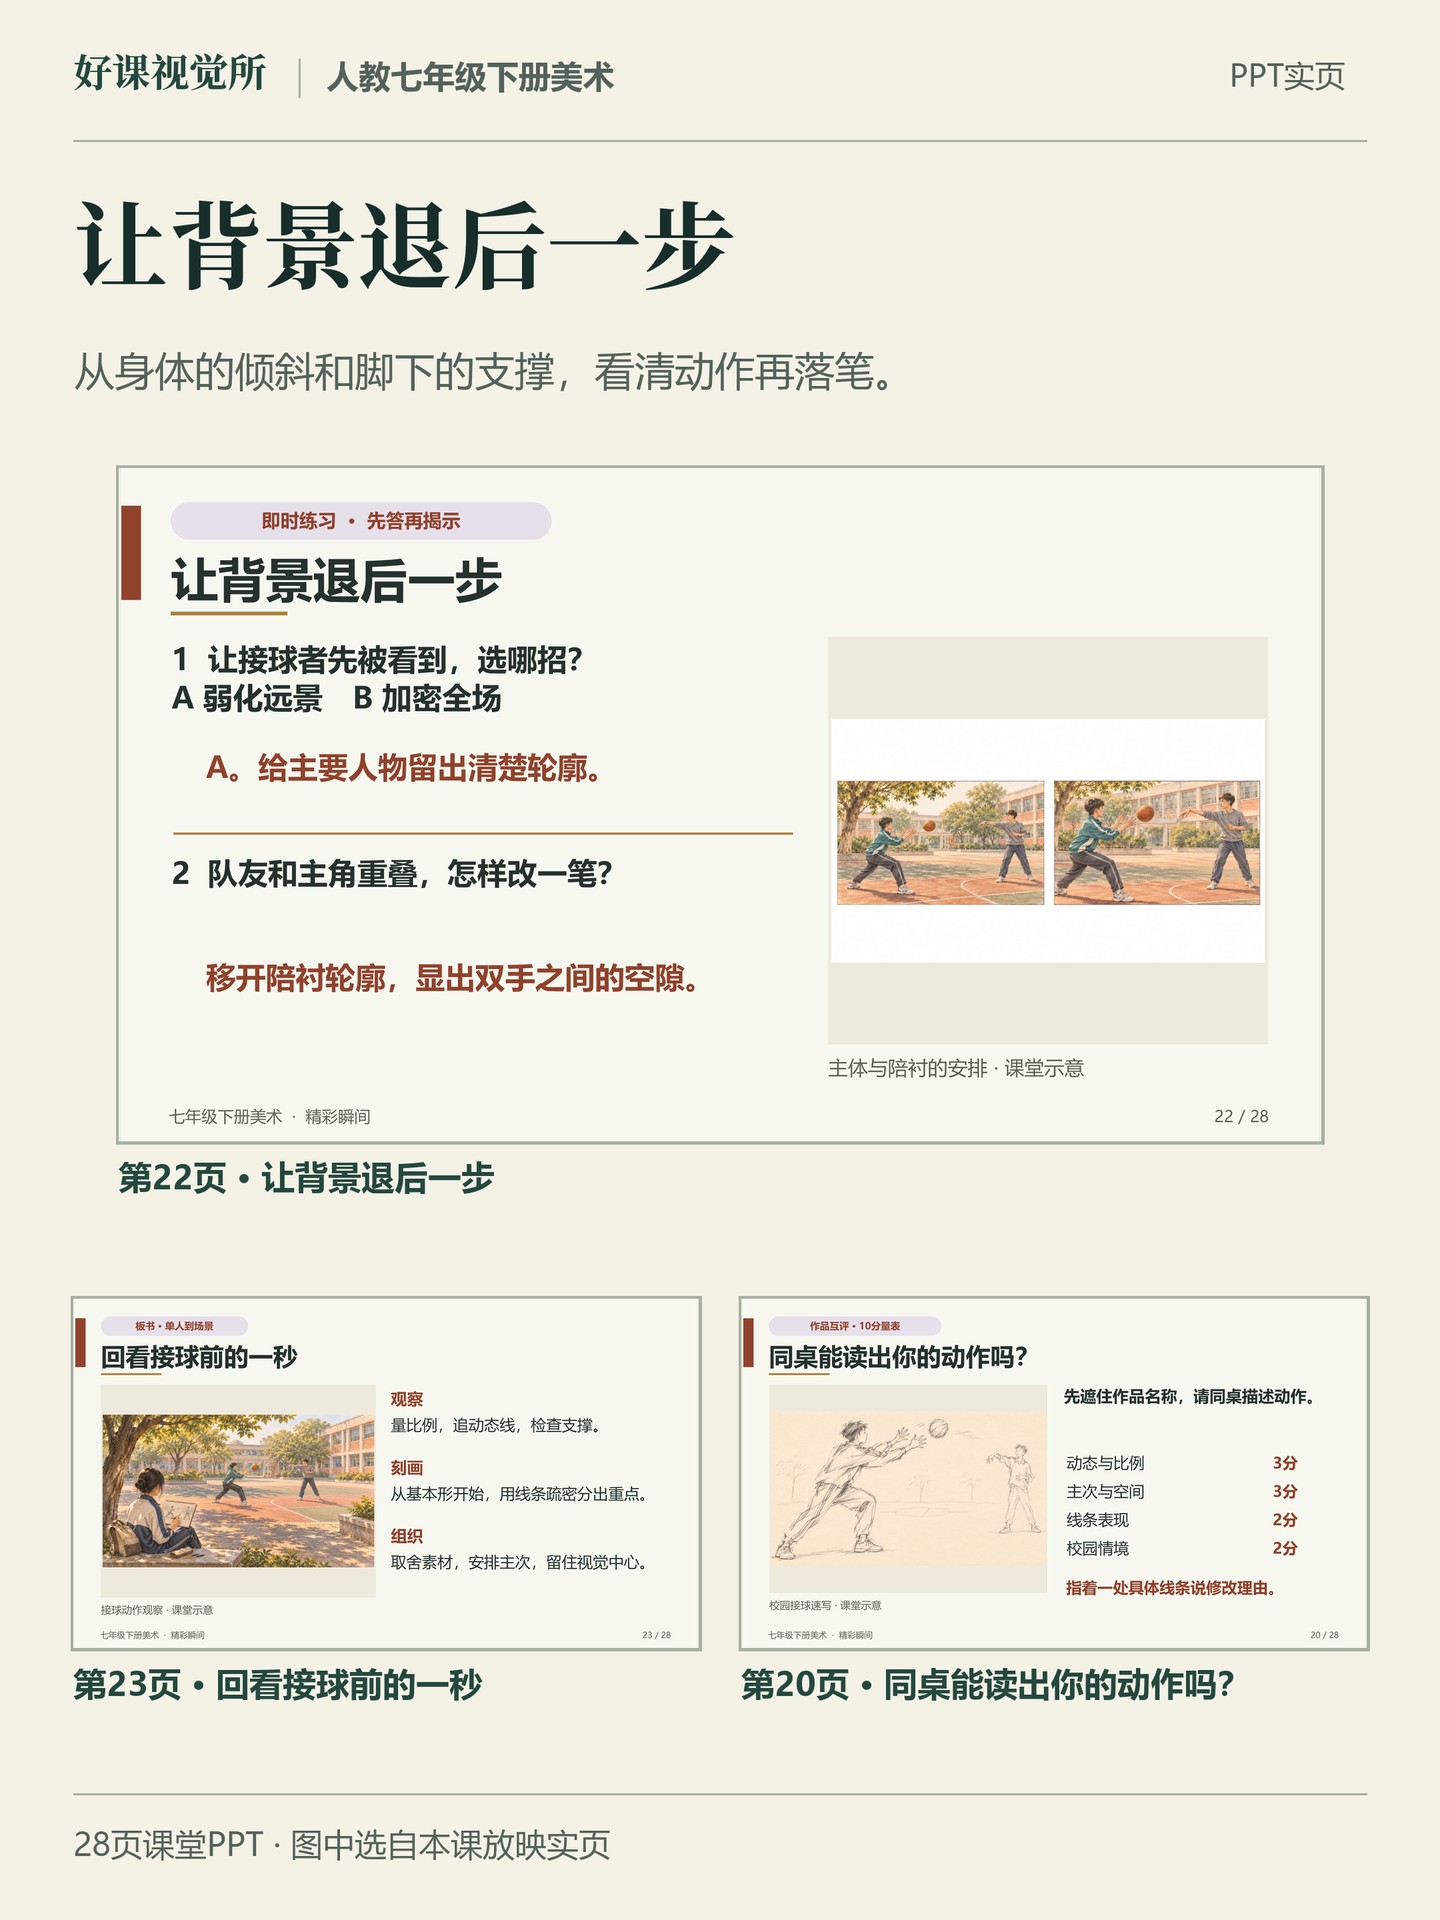 好课视觉所
人教七年级下册美术
PPT实页
让背景退后一步
从身体的倾斜和脚下的支撑，看清动作再落笔。
即时练习 · 先答再揭示
让背景退后一步
1 让接球者先被看到，选哪招？
A 弱化远景 B 加密全场
A。给主要人物留出清楚轮廓。
2 队友和主角重叠，怎样改一笔？
移开陪衬轮廓，显出双手之间的空隙。
主体与陪衬的安排 · 课堂示意
七年级下册美术 · 精彩瞬间
22 / 28
第22页 · 让背景退后一步
板书 · 单人到场景
回看接球前的一秒
观察
量比例，追动态线，检查支撑。
刻画
从基本形开始，用线条疏密分出重点。
组织
取舍素材，安排主次，留住视觉中心。
接球动作观察 · 课堂示意
七年级下册美术 · 精彩瞬间
23 / 28
第23页 · 回看接球前的一秒
作品互评 · 10分量表
同桌能读出你的动作吗？
先遮住作品名称，请同桌描述动作。
动态与比例 3分
主次与空间 3分
线条表现 2分
校园情境 2分
指着一处具体线条说修改理由。
校园接球速写 · 课堂示意
七年级下册美术 · 精彩瞬间
20 / 28
第20页 · 同桌能读出你的动作吗？
28页课堂PPT · 图中选自本课放映实页